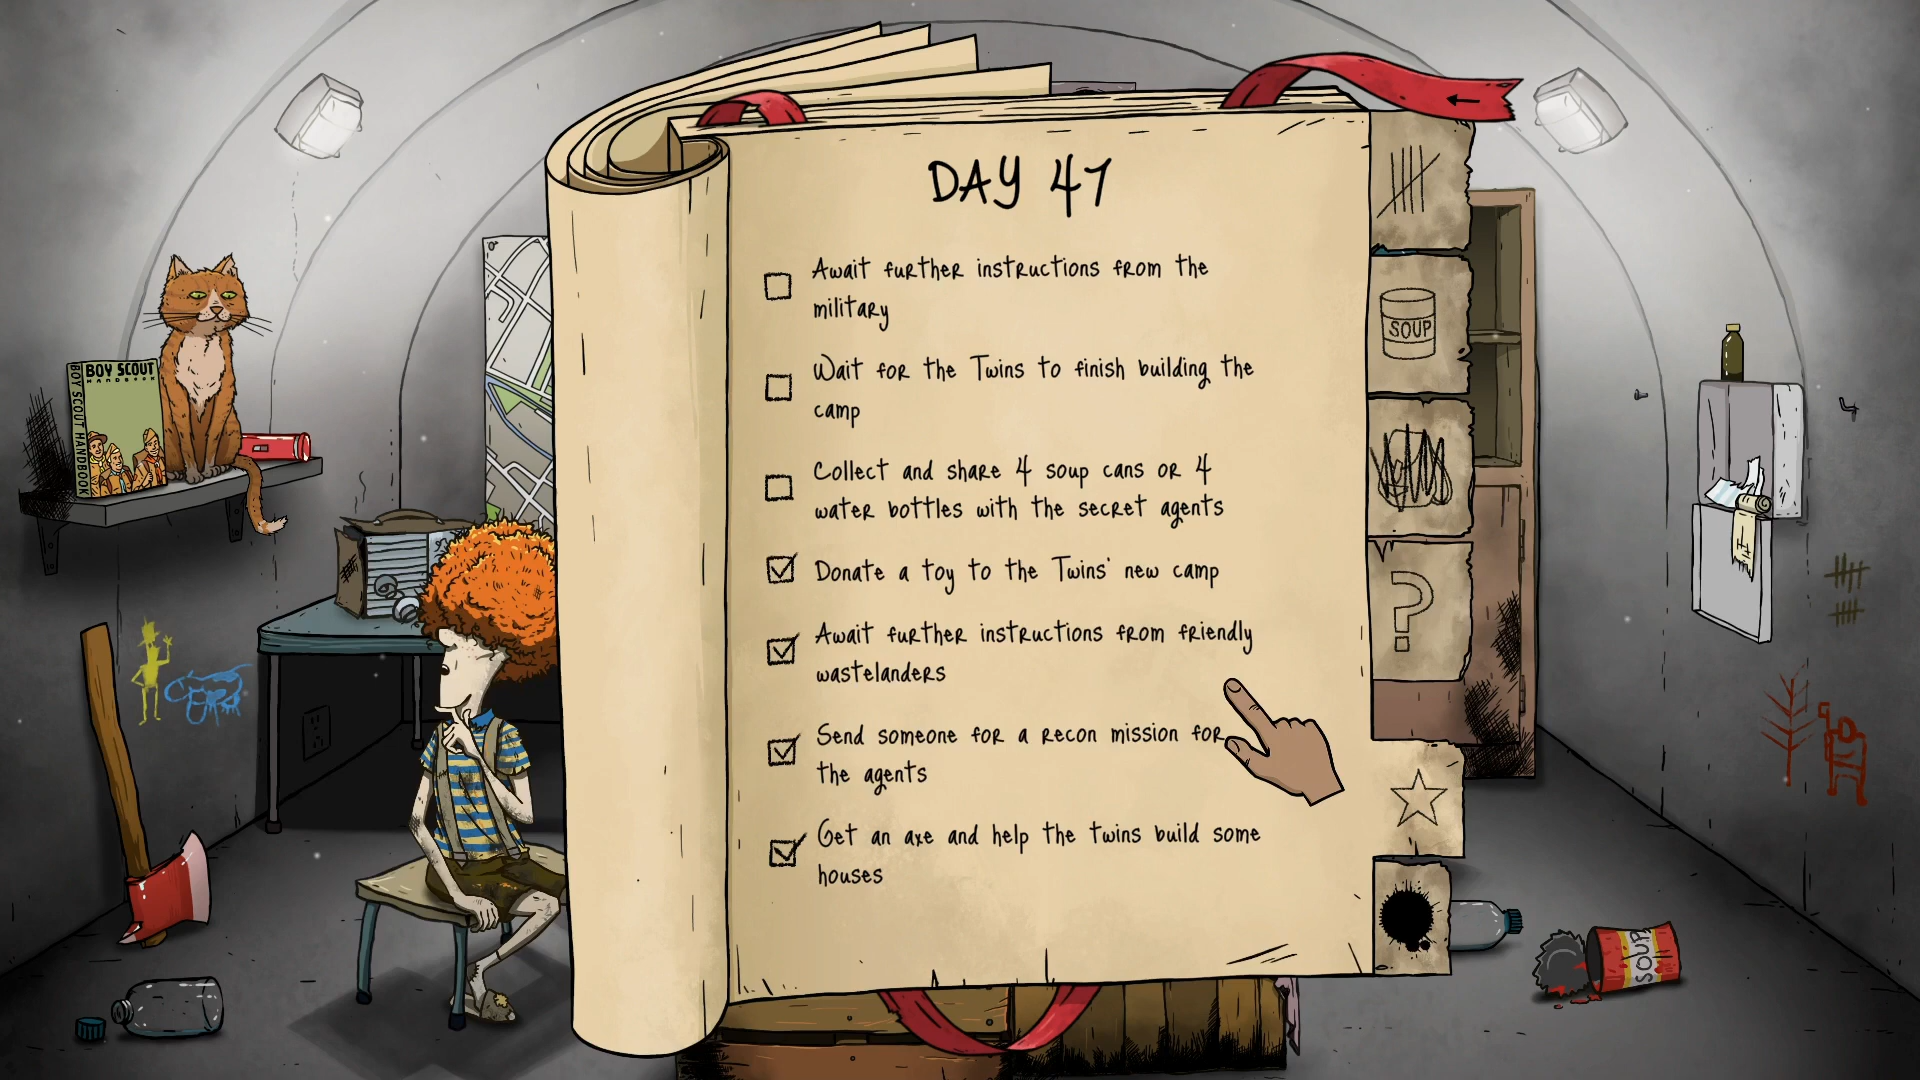 DAY 47
Await further instructions from the
military
Wait for the Twins to finish building the
camp
Collect and share 4 soup cans or 4
water bottles with the secret agents
Donate a toy to the Twins' new camp
Await further instructions from friendly
wastelanders
Send someone for a recon mission for
the agents
Get an axe and help the twins build some
houses
SOUP
?
BOY SCOUT
HANDBOOK
BOY SCOUT HANDBOOK
SOUP